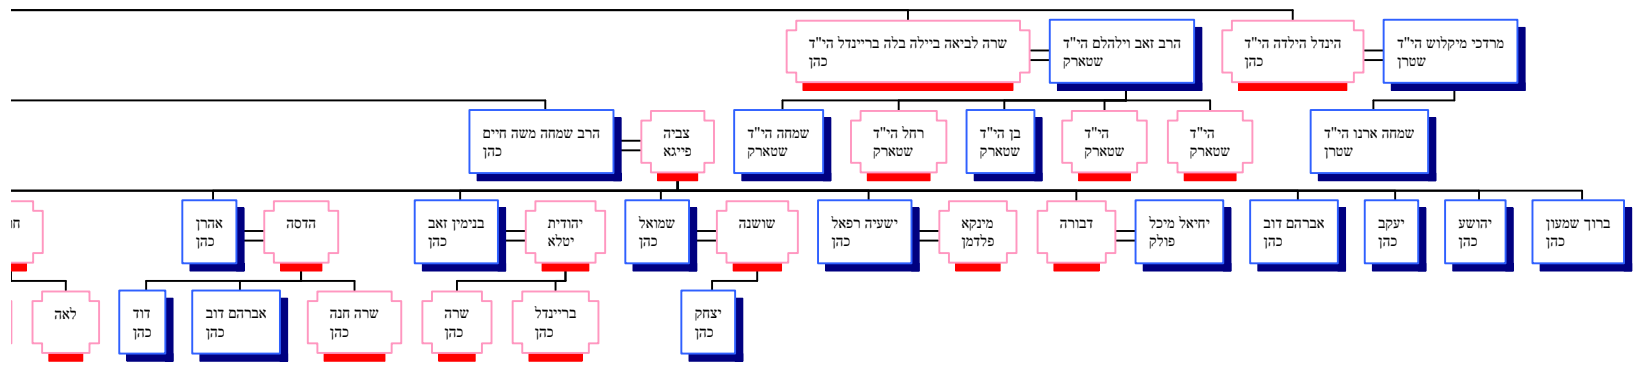 מרדכי מיקלוש הי"ד
שטרן
הינדל הילדה הי"ד
כהן
הרב זאב וילהלם הי"ד
שטארק
שרה לביאה ביילה בלה בריינדל הי"ד
כהן
שמחה ארנו הי"ד
שטרן
הי"ד
שטארק
הי"ד
שטארק
בן הי"ד
שטארק
רחל הי"ד
שטארק
שמחה הי"ד
שטארק
צביה
פייגא
הרב שמחה משה חיים
כהן
ברוך שמעון
כהן
יהושע
כהן
יעקב
כהן
אברהם דוב
כהן
יחיאל מיכל
פולק
דבורה
מינקא
פלדמן
ישעיה רפאל
כהן
שושנה
שמואל
כהן
יהודית
יטלא
בנימין זאב
כהן
הדסה
אהרן
כהן
חנ
יצחק
כהן
בריינדל
כהן
שרה
כהן
שרה חנה
כהן
אברהם דוב
כהן
דוד
כהן
לאה